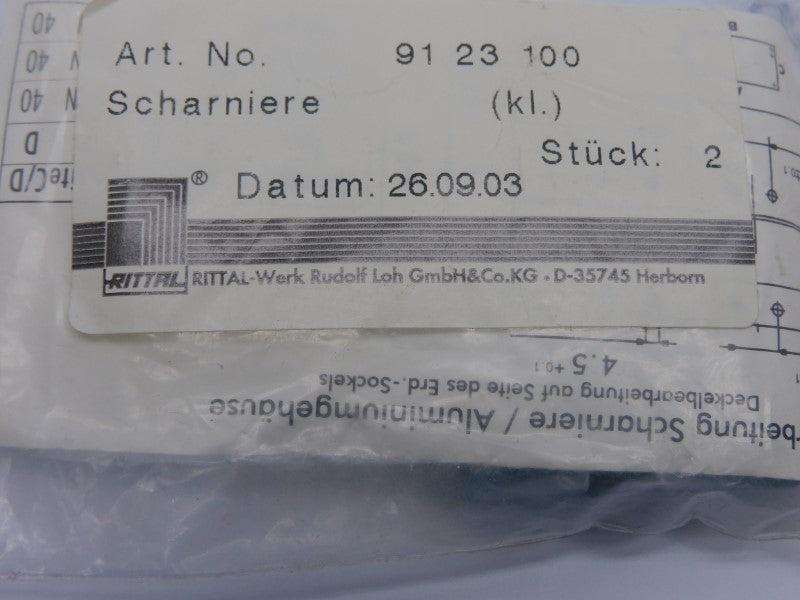 Art. No. 91 23 100
Scharniere (kl.)
Stück: 2
Datum: 26.09.03
RITTAL ® RITTAL-Werk Rudolf Loh GmbH&Co.KG · D-35745 Herborn
40
40
N 40
D
B
4.5 ±0.1
Deckelbearbeitung auf Seite des Erd.-Sockels
Scharniere / Aluminiumgehäuse